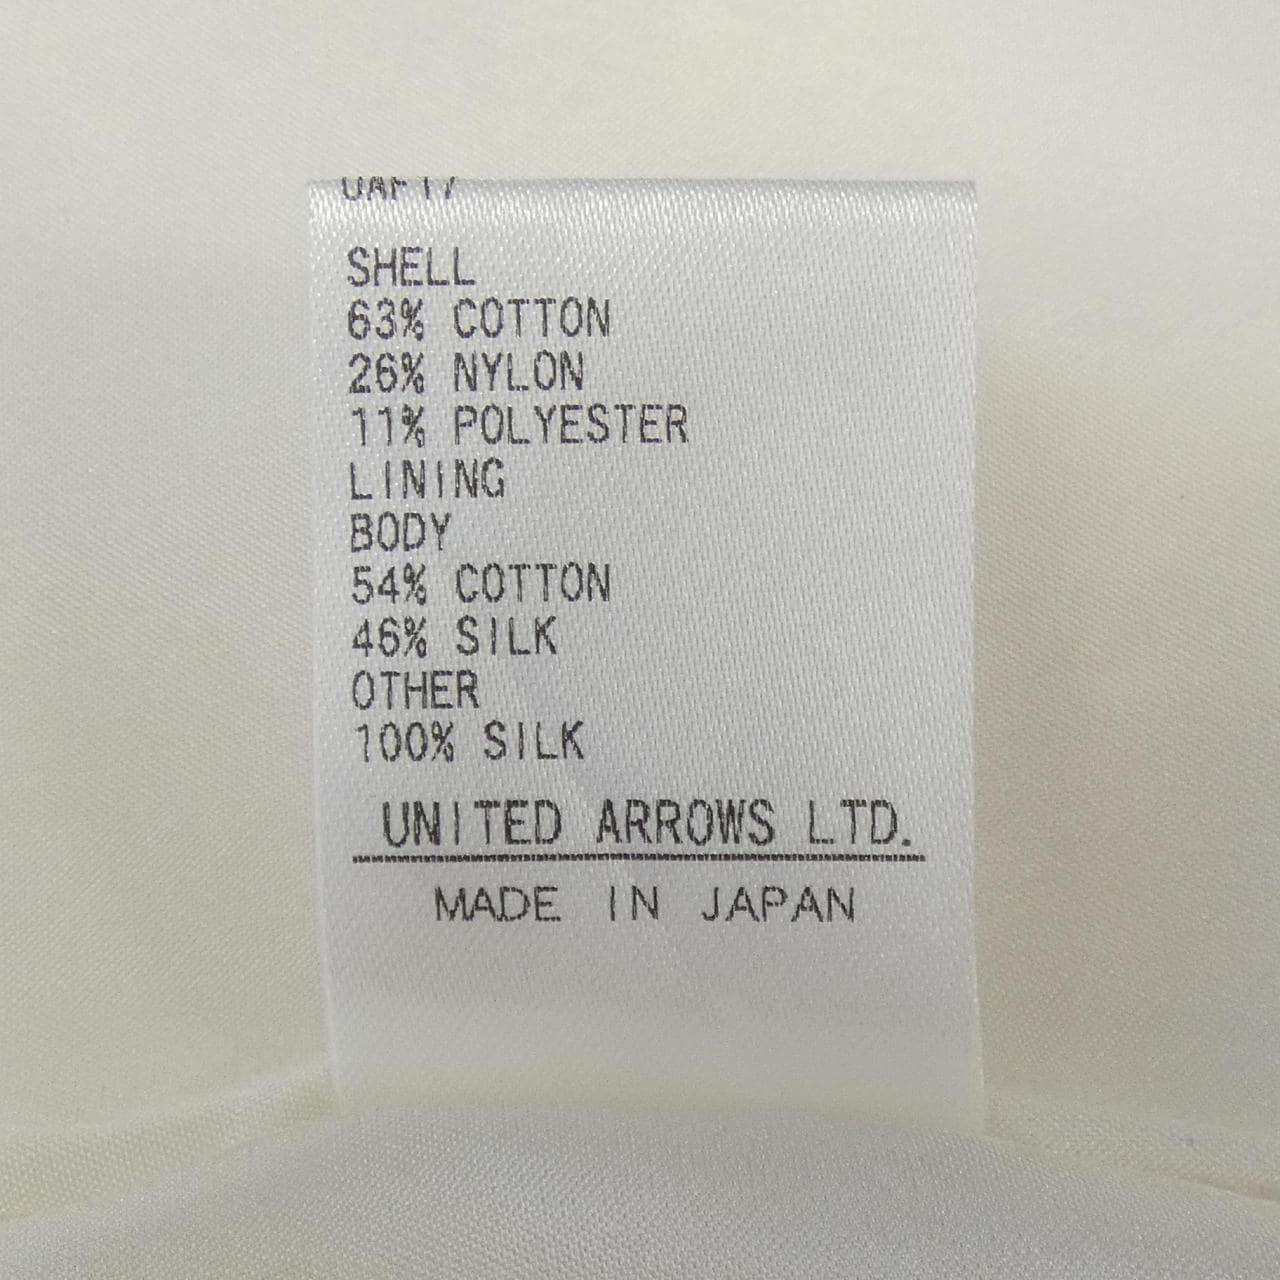 SHELL
63% COTTON
26% NYLON
11% POLYESTER
LINING
BODY
54% COTTON
46% SILK
OTHER
100% SILK
UNITED ARROWS LTD.
MADE IN JAPAN